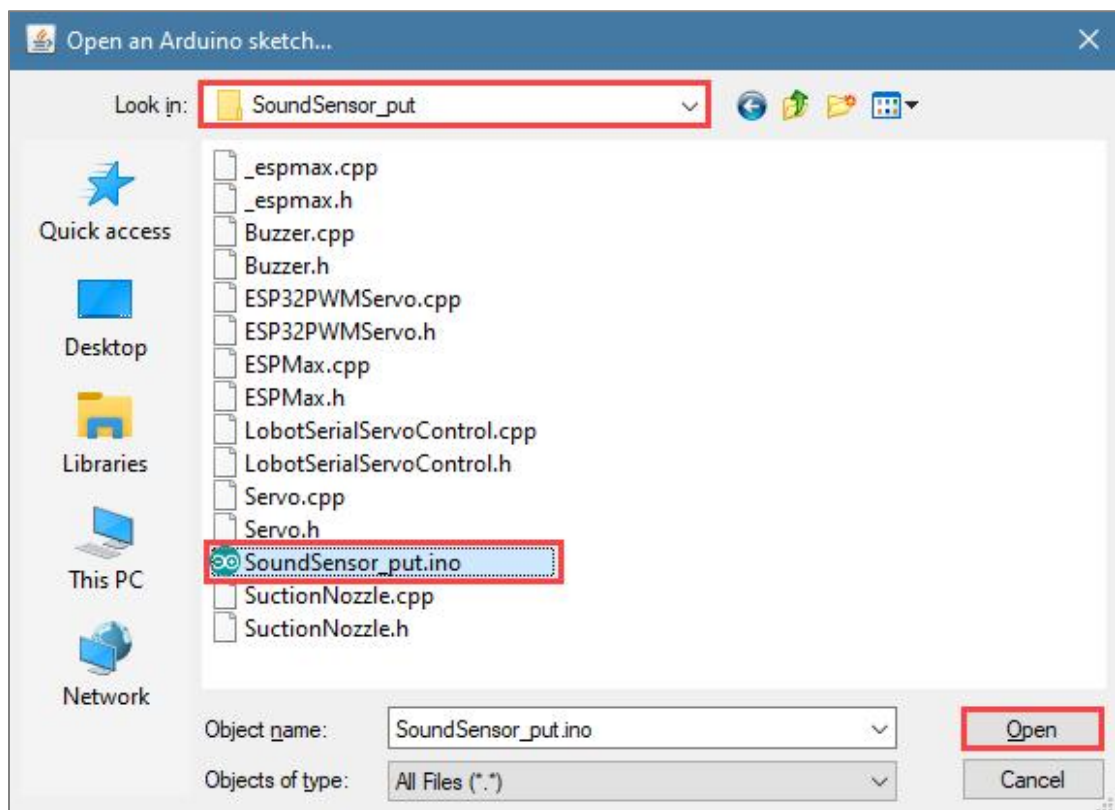 Open an Arduino sketch...
Look in: SoundSensor_put
_espmax.cpp
_espmax.h
Buzzer.cpp
Buzzer.h
ESP32PWMServo.cpp
ESP32PWMServo.h
ESPMax.cpp
ESPMax.h
LobotSerialServoControl.cpp
LobotSerialServoControl.h
Servo.cpp
Servo.h
SoundSensor_put.ino
SuctionNozzle.cpp
SuctionNozzle.h
Quick access
Desktop
Libraries
This PC
Network
Object name: SoundSensor_put.ino Open
Objects of type: All Files (*.*) Cancel